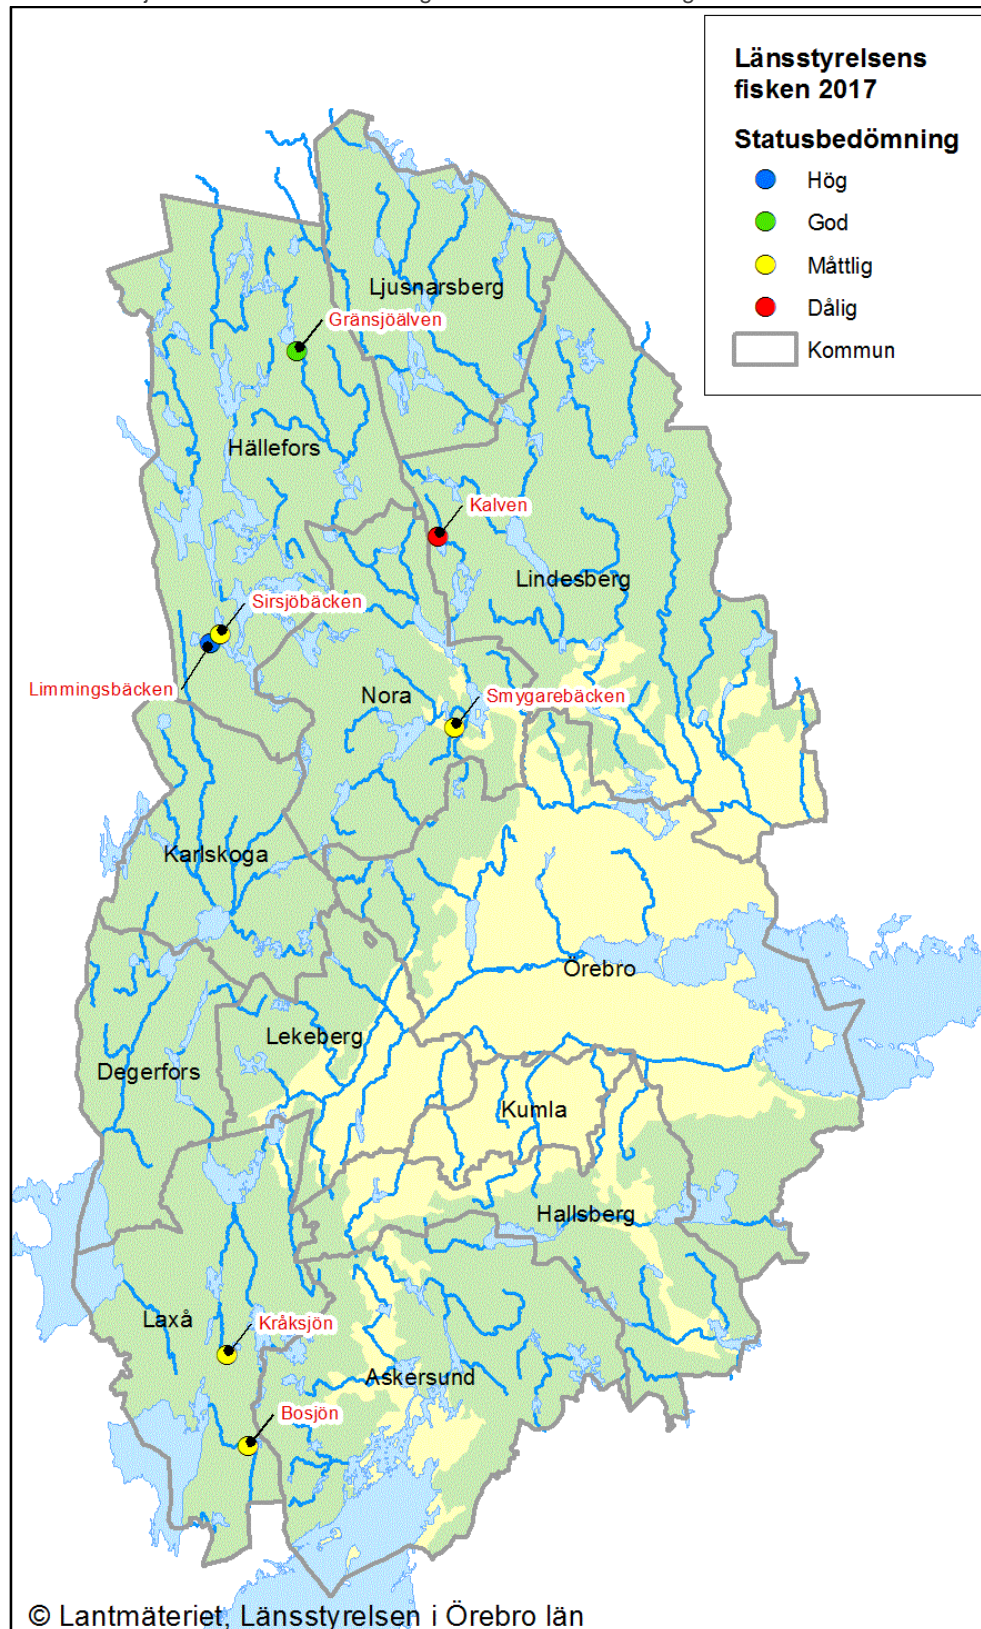 Länsstyrelsens
fisken 2017
Statusbedömning
Hög
God
Måttlig
Dålig
Kommun
Ljusnarsberg
Gränsjöälven
Hällefors
Kalven
Lindesberg
Sirsjöbäcken
Limmingsbäcken
Nora
Smygarebäcken
Karlskoga
Örebro
Lekeberg
Degerfors
Kumla
Hallsberg
Laxå
Kråksjön
Askersund
Bosjön
© Lantmäteriet, Länsstyrelsen i Örebro län